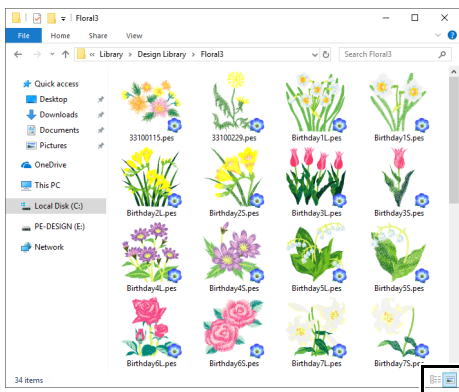 Floral3
File Home Share View
« Library > Design Library > Floral3
Search Floral3
Quick access
Desktop
Downloads
Documents
Pictures
OneDrive
This PC
Local Disk (C:)
PE-DESIGN (E:)
Network
33100115.pes 33100229.pes Birthday1L.pes Birthday1S.pes
Birthday2L.pes Birthday2S.pes Birthday3L.pes Birthday3S.pes
Birthday4L.pes Birthday4S.pes Birthday5L.pes Birthday5S.pes
Birthday6L.pes Birthday6S.pes Birthday7L.pes Birthday7S.pes
34 items